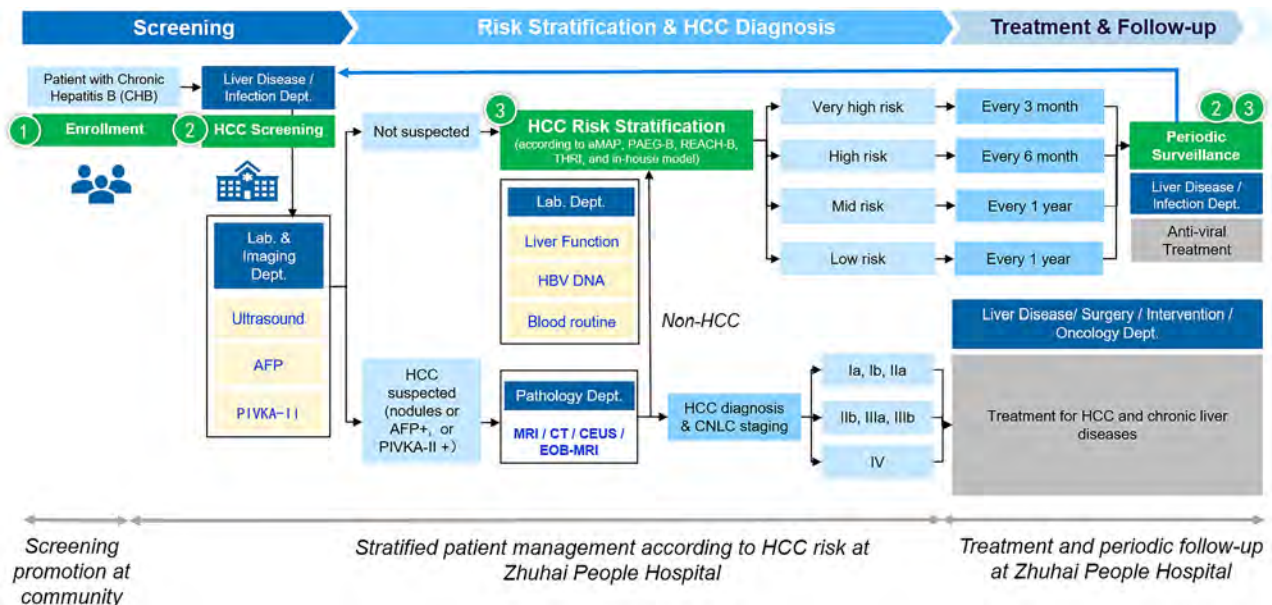 Screening
Risk Stratification & HCC Diagnosis
Treatment & Follow-up
Patient with Chronic
Hepatitis B (CHB)
Liver Disease /
Infection Dept.
1
Enrollment
2
HCC Screening
Lab. &
Imaging
Dept.
Ultrasound
AFP
PIVKA-II
Not suspected
HCC
suspected
(nodules or
AFP+, or
PIVKA-II +)
3
HCC Risk Stratification
(according to aMAP, PAEG-B, REACH-B,
THRI, and in-house model)
Lab. Dept.
Liver Function
HBV DNA
Blood routine
Non-HCC
Pathology Dept.
MRI / CT / CEUS /
EOB-MRI
HCC diagnosis
& CNLC staging
Very high risk
High risk
Mid risk
Low risk
Every 3 month
Every 6 month
Every 1 year
Every 1 year
2
3
Periodic
Surveillance
Liver Disease /
Infection Dept.
Anti-viral
Treatment
Ia, Ib, IIa
IIb, IIIa, IIIb
IV
Liver Disease/ Surgery / Intervention /
Oncology Dept.
Treatment for HCC and chronic liver
diseases
Screening
promotion at
community
Stratified patient management according to HCC risk at
Zhuhai People Hospital
Treatment and periodic follow-up
at Zhuhai People Hospital